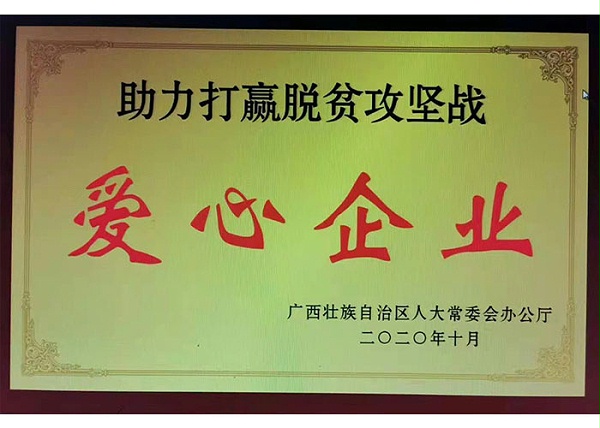 助力打赢脱贫攻坚战
爱心企业
广西壮族自治区人大常委会办公厅
二〇二〇年十月